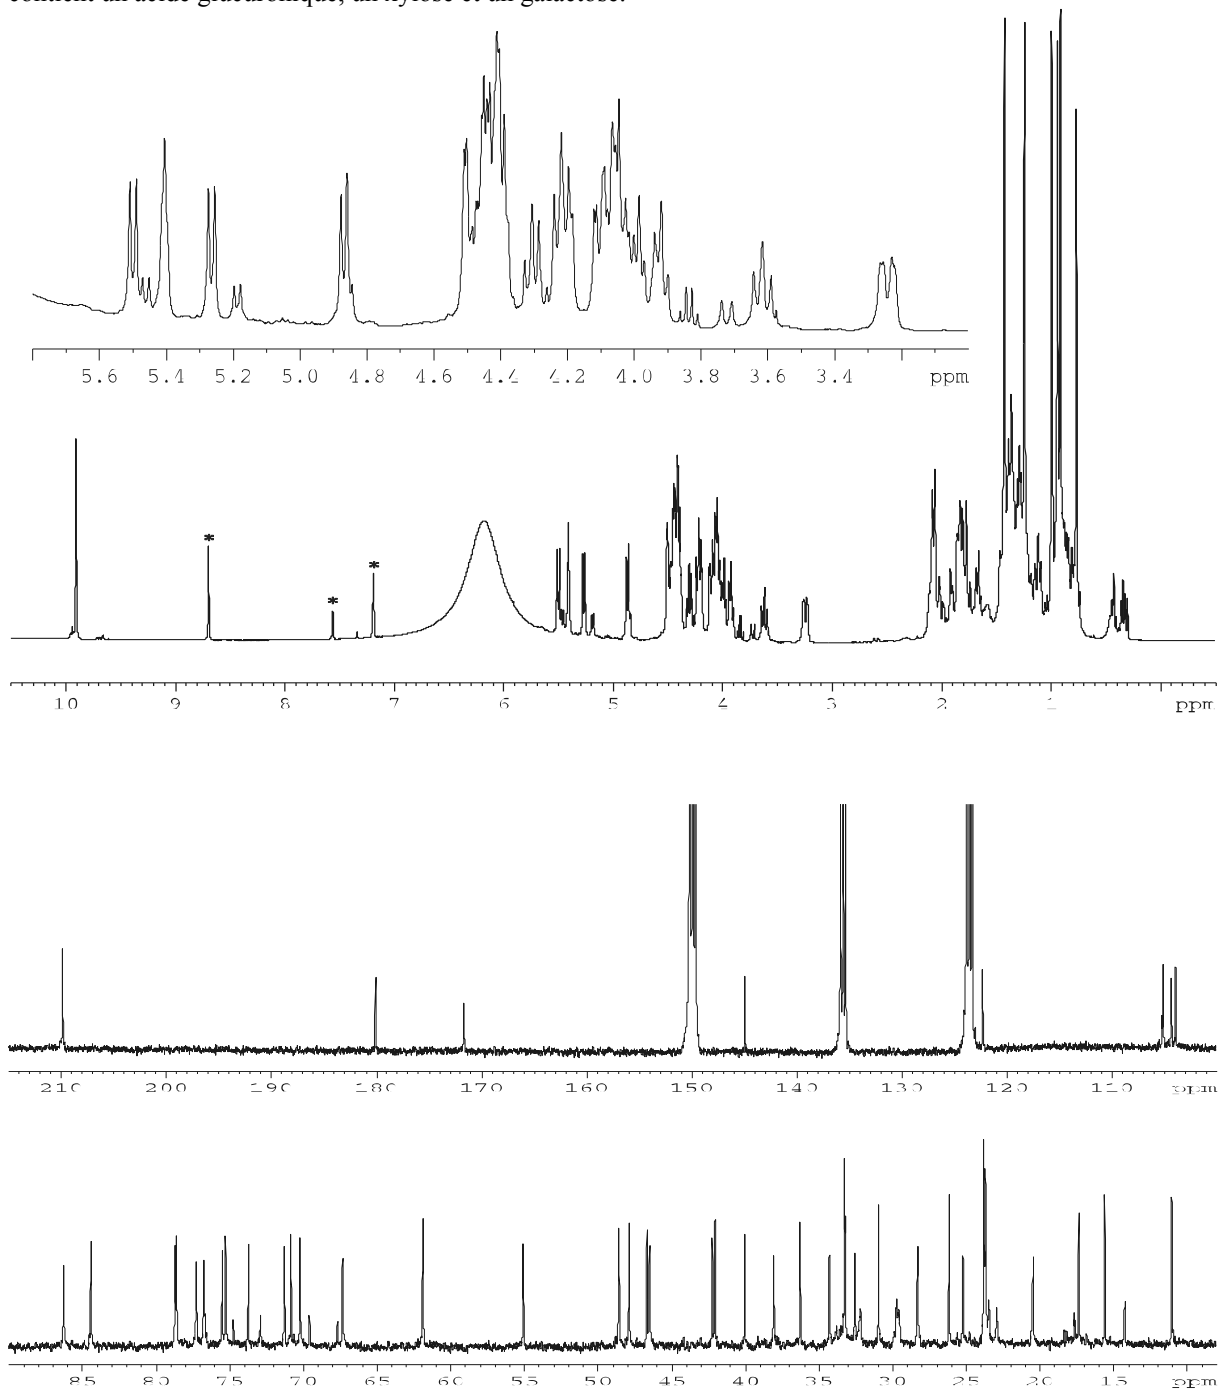 contient un acide glucuronique, un xylose et un galactose.
5.6 5.4 5.2 5.0 4.8 4.6 4.4 4.2 4.0 3.8 3.6 3.4 ppm
* * *
10 9 8 7 6 5 4 3 2 1 ppm
210 200 190 180 170 160 150 140 130 120 110 ppm
85 80 75 70 65 60 55 50 45 40 35 30 25 20 15 ppm